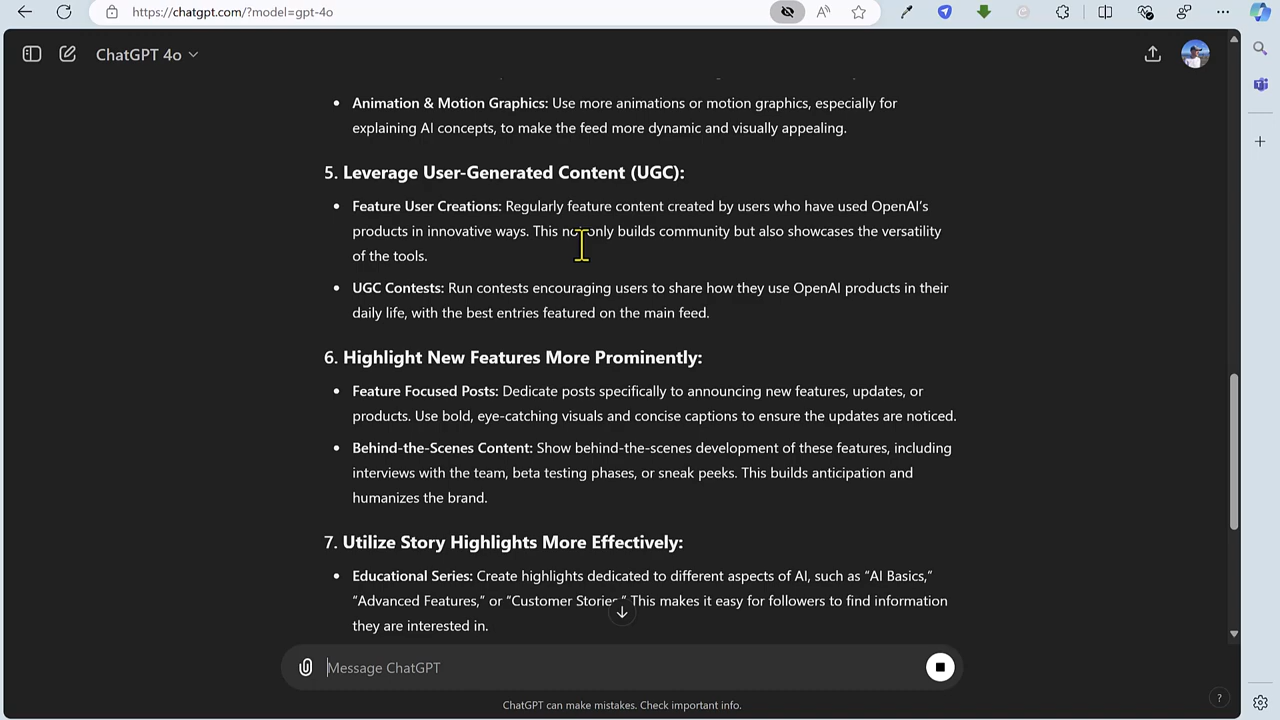 https://chatgpt.com/?model=gpt-4o
ChatGPT 4o
Animation & Motion Graphics: Use more animations or motion graphics, especially for
explaining AI concepts, to make the feed more dynamic and visually appealing.
5. Leverage User-Generated Content (UGC):
Feature User Creations: Regularly feature content created by users who have used OpenAI's
products in innovative ways. This not only builds community but also showcases the versatility
of the tools.
UGC Contests: Run contests encouraging users to share how they use OpenAI products in their
daily life, with the best entries featured on the main feed.
6. Highlight New Features More Prominently:
Feature Focused Posts: Dedicate posts specifically to announcing new features, updates, or
products. Use bold, eye-catching visuals and concise captions to ensure the updates are noticed.
Behind-the-Scenes Content: Show behind-the-scenes development of these features, including
interviews with the team, beta testing phases, or sneak peeks. This builds anticipation and
humanizes the brand.
7. Utilize Story Highlights More Effectively:
Educational Series: Create highlights dedicated to different aspects of AI, such as “AI Basics,”
“Advanced Features,” or “Customer Stories.” This makes it easy for followers to find information
they are interested in.
Message ChatGPT
ChatGPT can make mistakes. Check important info.
?